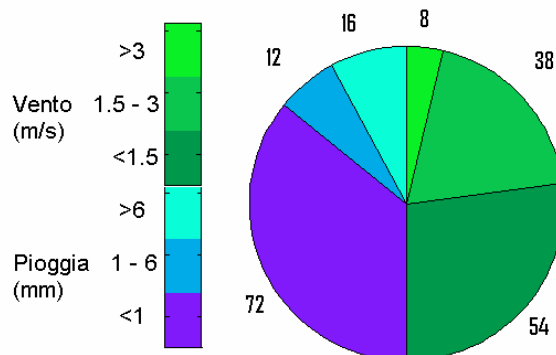 >3
Vento 1.5 - 3
(m/s)
<1.5
>6
Pioggia 1 - 6
(mm)
<1
8
38
54
72
12
16